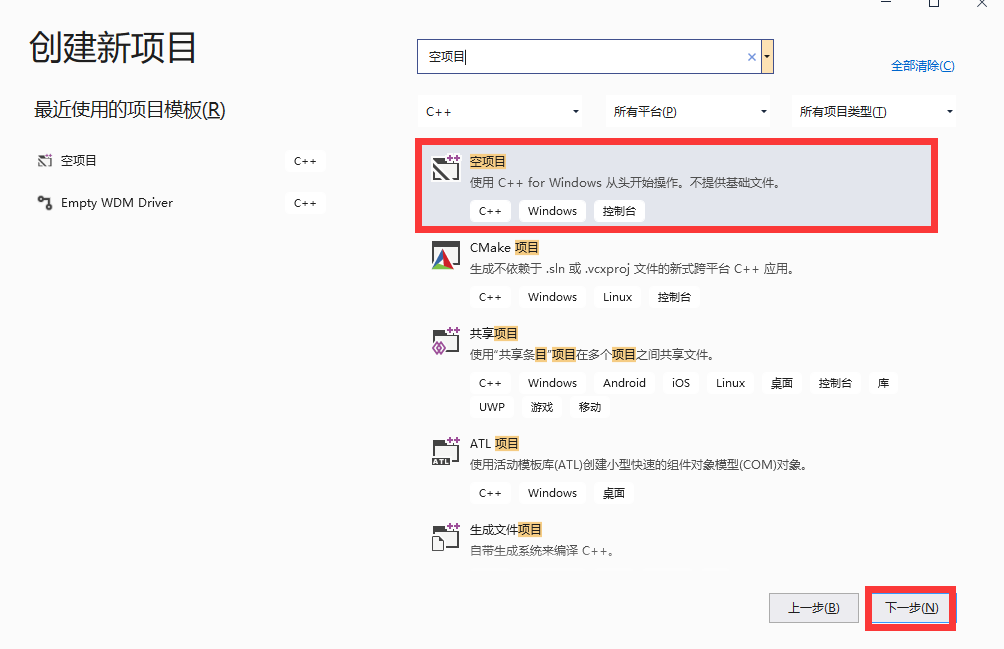 创建新项目
最近使用的项目模板(R)
空项目 C++
Empty WDM Driver C++
空项目
全部清除(C)
C++ 所有平台(P) 所有项目类型(T)
空项目
使用 C++ for Windows 从头开始操作。不提供基础文件。
C++ Windows 控制台
CMake 项目
生成不依赖于 .sln 或 .vcxproj 文件的新式跨平台 C++ 应用。
C++ Windows Linux 控制台
共享项目
使用"共享条目"项目在多个项目之间共享文件。
C++ Windows Android iOS Linux 桌面 控制台 库
UWP 游戏 移动
ATL 项目
使用活动模板库(ATL)创建小型快速的组件对象模型(COM)对象。
C++ Windows 桌面
生成文件项目
自带生成系统来编译 C++。
上一步(B) 下一步(N)